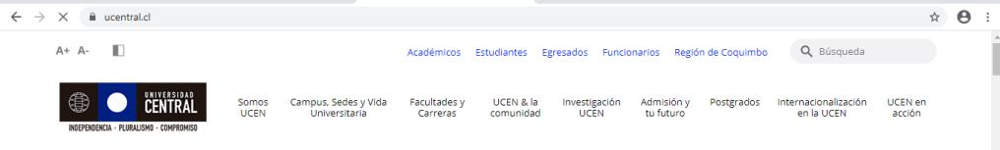 ucentral.cl
A+ A-
Académicos Estudiantes Egresados Funcionarios Región de Coquimbo Búsqueda
UNIVERSIDAD
CENTRAL
INDEPENDENCIA - PLURALISMO - COMPROMISO
Somos
UCEN
Campus, Sedes y Vida
Universitaria
Facultades y
Carreras
UCEN & la
comunidad
Investigación
UCEN
Admisión y
tu futuro
Postgrados
Internacionalización
en la UCEN
UCEN en
acción